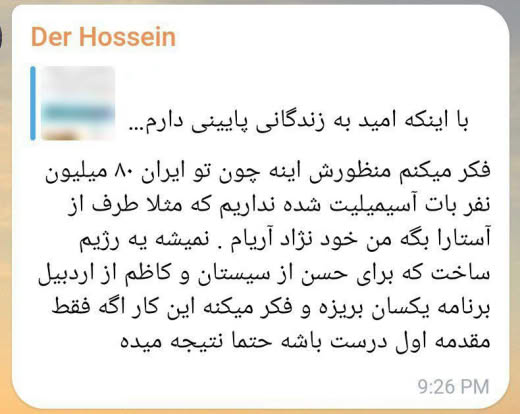 Der Hossein
با اینکه امید به زندگانی پایینی دارم...
فکر میکنم منظورش اینه چون تو ایران ۸۰ میلیون
نفر بات آسیمیلیت شده نداریم که مثلا طرف از
آستارا بگه من خود نژاد آریام . نمیشه یه رژیم
ساخت که برای حسن از سیستان و کاظم از اردبیل
برنامه یکسان بریزه و فکر میکنه این کار اگه فقط
مقدمه اول درست باشه حتما نتیجه میده
9:26 PM